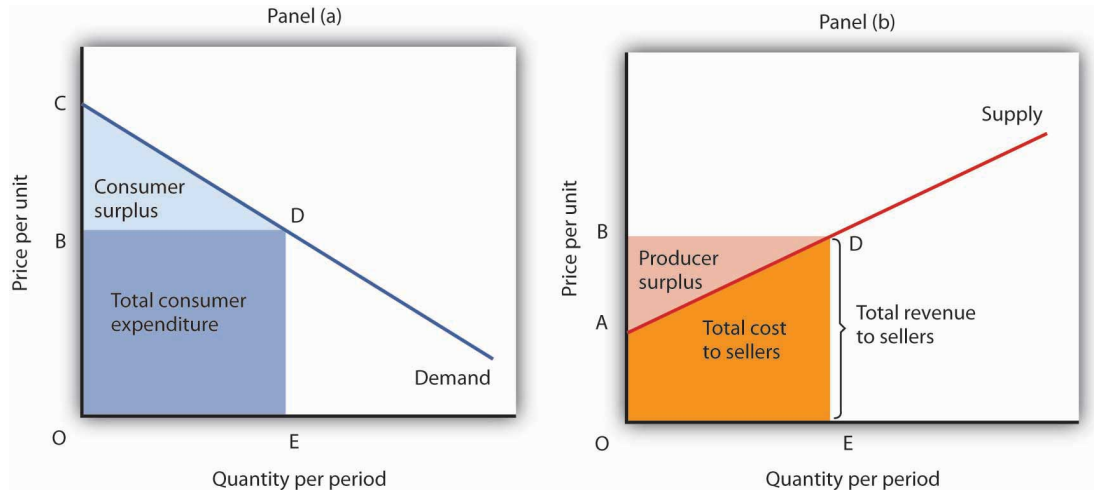 Panel (a)
C
Price per unit
Consumer
surplus
D
B
Total consumer
expenditure
Demand
O
E
Quantity per period
Panel (b)
Supply
Price per unit
B
D
Producer
surplus
A
Total cost
to sellers
Total revenue
to sellers
O
E
Quantity per period